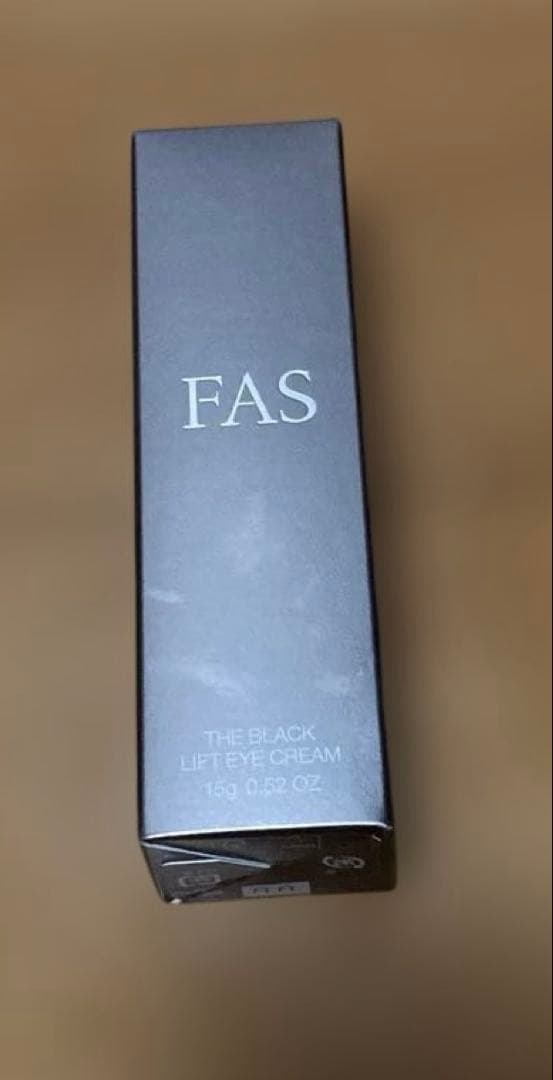 FAS
THE BLACK
LIFT EYE CREAM
15g 0.52 OZ